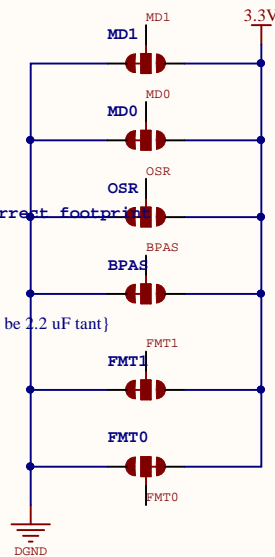 MD1
3.3V
MD1
MD0
MD0
OSR
OSR
rrect footprint
BPAS
BPAS
be 2.2 uF tant}
FMT1
FMT1
FMT0
FMT0
DGND